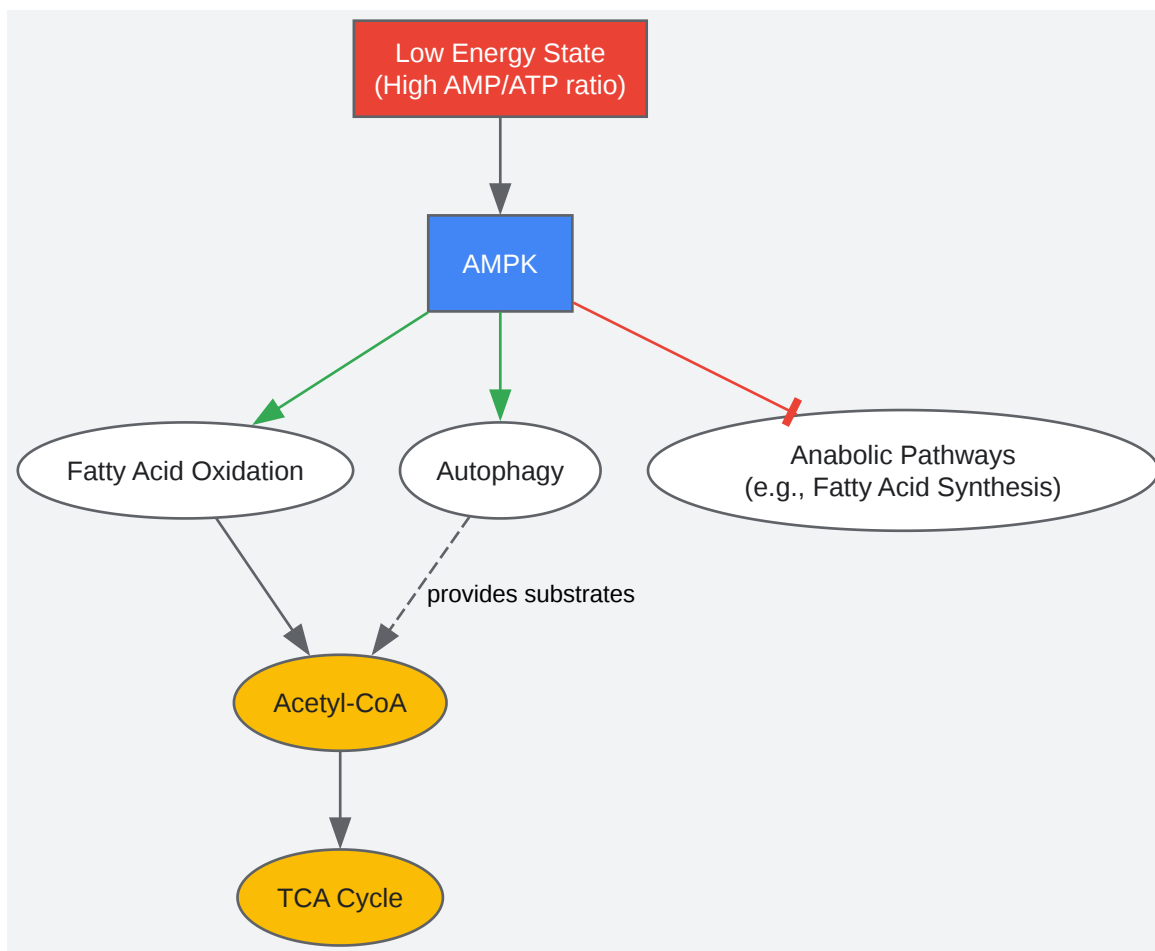 Low Energy State
(High AMP/ATP ratio)
AMPK
Fatty Acid Oxidation
Autophagy
Anabolic Pathways
(e.g., Fatty Acid Synthesis)
provides substrates
Acetyl-CoA
TCA Cycle